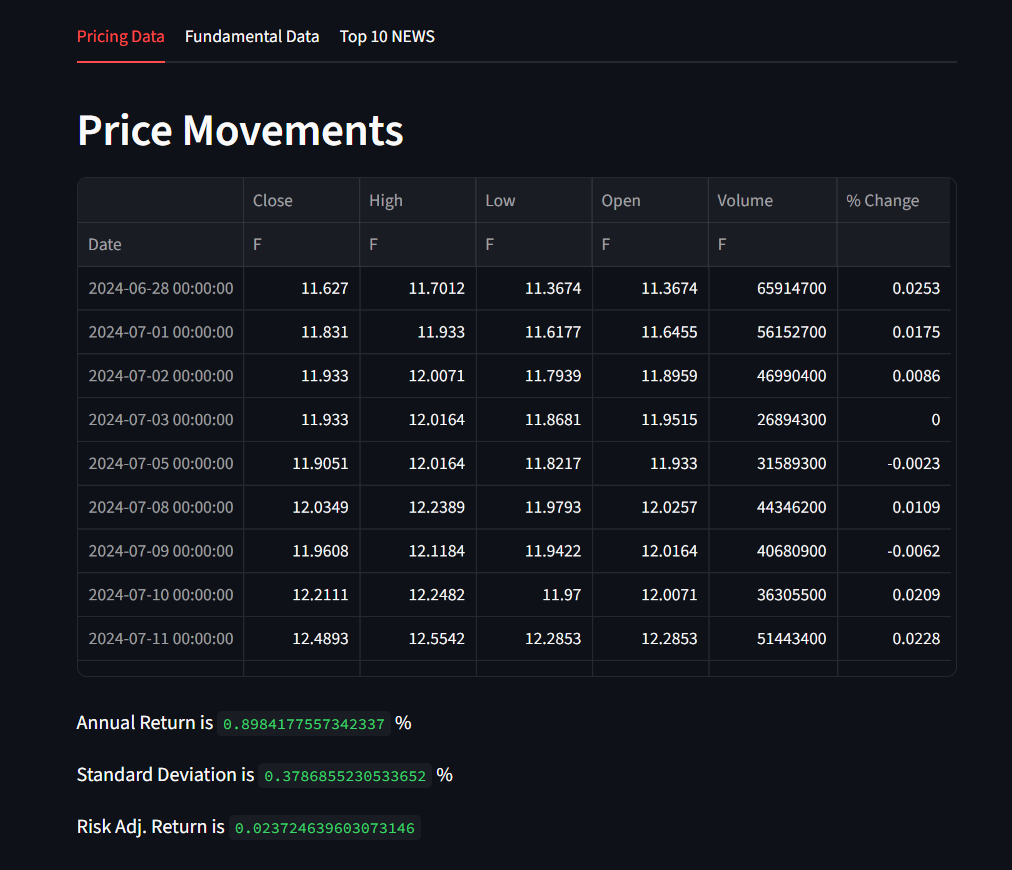 Pricing Data Fundamental Data Top 10 NEWS
Price Movements
Close High Low Open Volume % Change
Date F F F F F
2024-06-28 00:00:00 11.627 11.7012 11.3674 11.3674 65914700 0.0253
2024-07-01 00:00:00 11.831 11.933 11.6177 11.6455 56152700 0.0175
2024-07-02 00:00:00 11.933 12.0071 11.7939 11.8959 46990400 0.0086
2024-07-03 00:00:00 11.933 12.0164 11.8681 11.9515 26894300 0
2024-07-05 00:00:00 11.9051 12.0164 11.8217 11.933 31589300 -0.0023
2024-07-08 00:00:00 12.0349 12.2389 11.9793 12.0257 44346200 0.0109
2024-07-09 00:00:00 11.9608 12.1184 11.9422 12.0164 40680900 -0.0062
2024-07-10 00:00:00 12.2111 12.2482 11.97 12.0071 36305500 0.0209
2024-07-11 00:00:00 12.4893 12.5542 12.2853 12.2853 51443400 0.0228
Annual Return is 0.8984177557342337 %
Standard Deviation is 0.3786855230533652 %
Risk Adj. Return is 0.023724639603073146